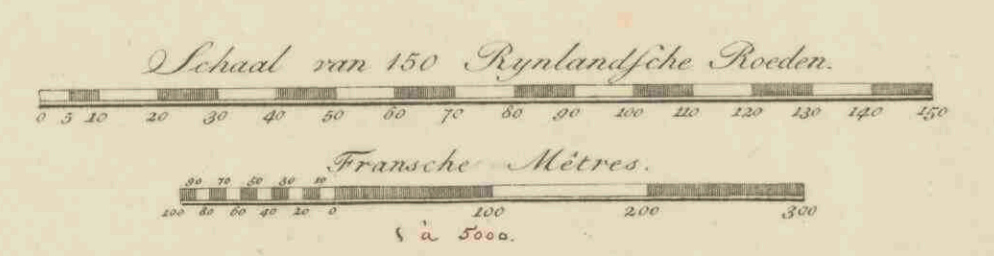 Schaal van 150 Rynlandsche Roeden.
0 5 10 20 30 40 50 60 70 80 90 100 110 120 130 140 150
Fransche Mêtres.
90 70 50 30 10
100 80 60 40 20 0 100 200 300
à 5000.